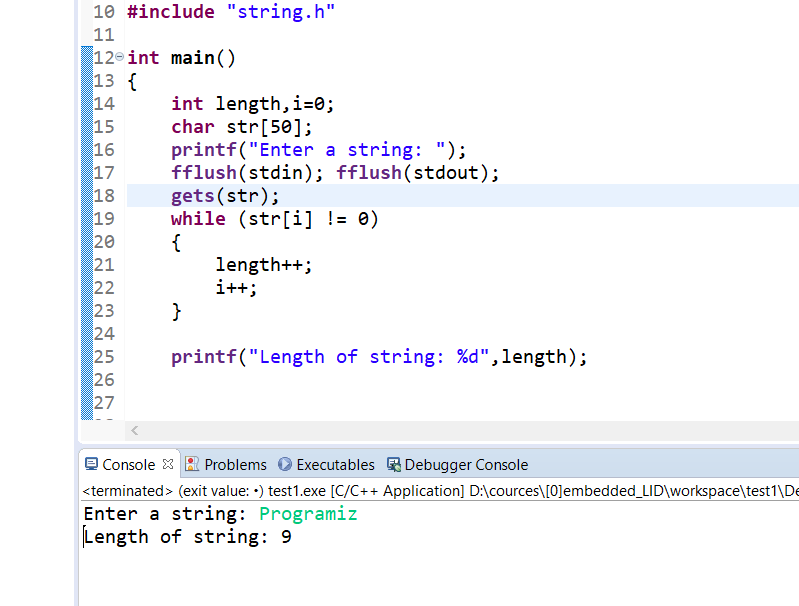 10 #include "string.h"
11
12 int main()
13 {
14 int length,i=0;
15 char str[50];
16 printf("Enter a string: ");
17 fflush(stdin); fflush(stdout);
18 gets(str);
19 while (str[i] != 0)
20 {
21 length++;
22 i++;
23 }
24
25 printf("Length of string: %d",length);
26
27
Console Problems Executables Debugger Console
<terminated> (exit value: •) test1.exe [C/C++ Application] D:\cources\[0]embedded_LID\workspace\test1\De
Enter a string: Programiz
Length of string: 9